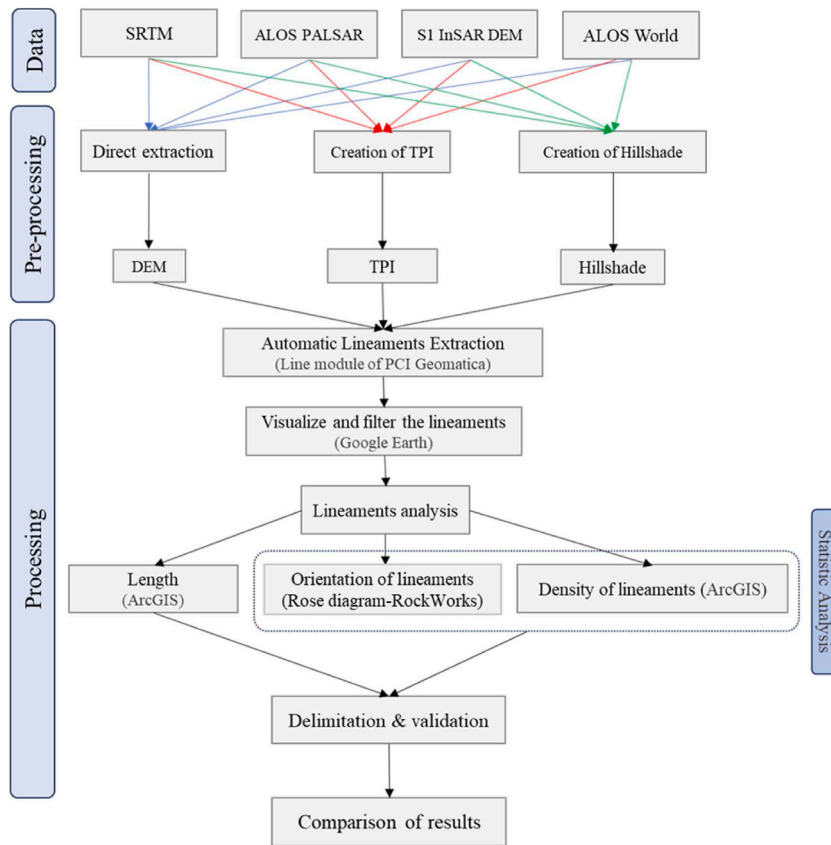 Data
SRTM
ALOS PALSAR
S1 InSAR DEM
ALOS World
Pre-processing
Direct extraction
Creation of TPI
Creation of Hillshade
DEM
TPI
Hillshade
Processing
Automatic Lineaments Extraction
(Line module of PCI Geomatica)
Visualize and filter the lineaments
(Google Earth)
Lineaments analysis
Length
(ArcGIS)
Orientation of lineaments
(Rose diagram-RockWorks)
Density of lineaments (ArcGIS)
Statistic Analysis
Delimitation & validation
Comparison of results